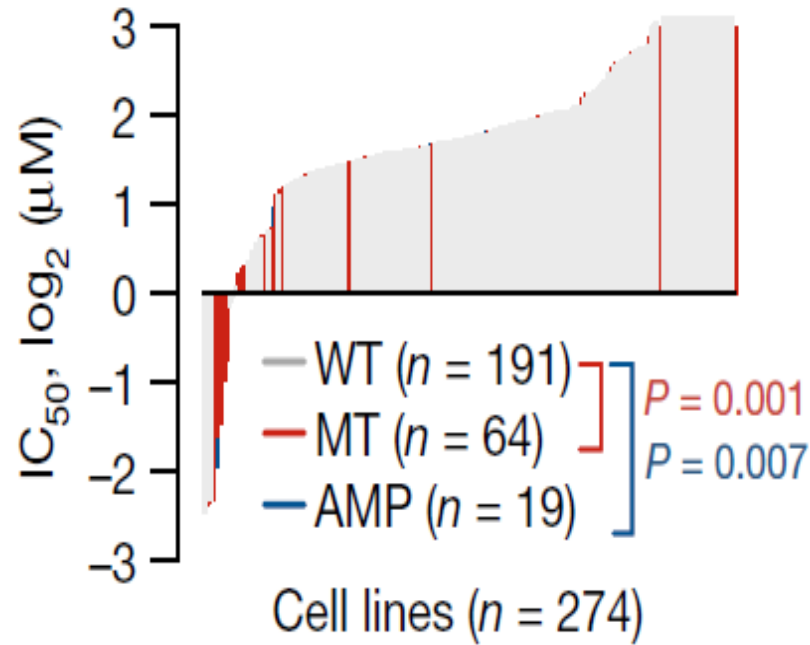 IC50, log2 (μM)
3
2
1
0
−1
−2
−3
WT (n = 191)
MT (n = 64)
AMP (n = 19)
P = 0.001
P = 0.007
Cell lines (n = 274)